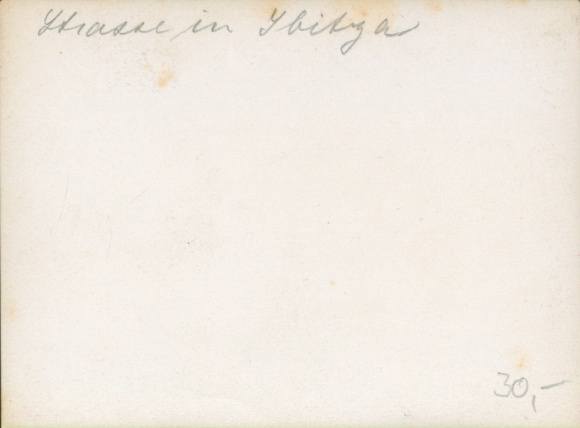 Strasse in Ibitza
30,-